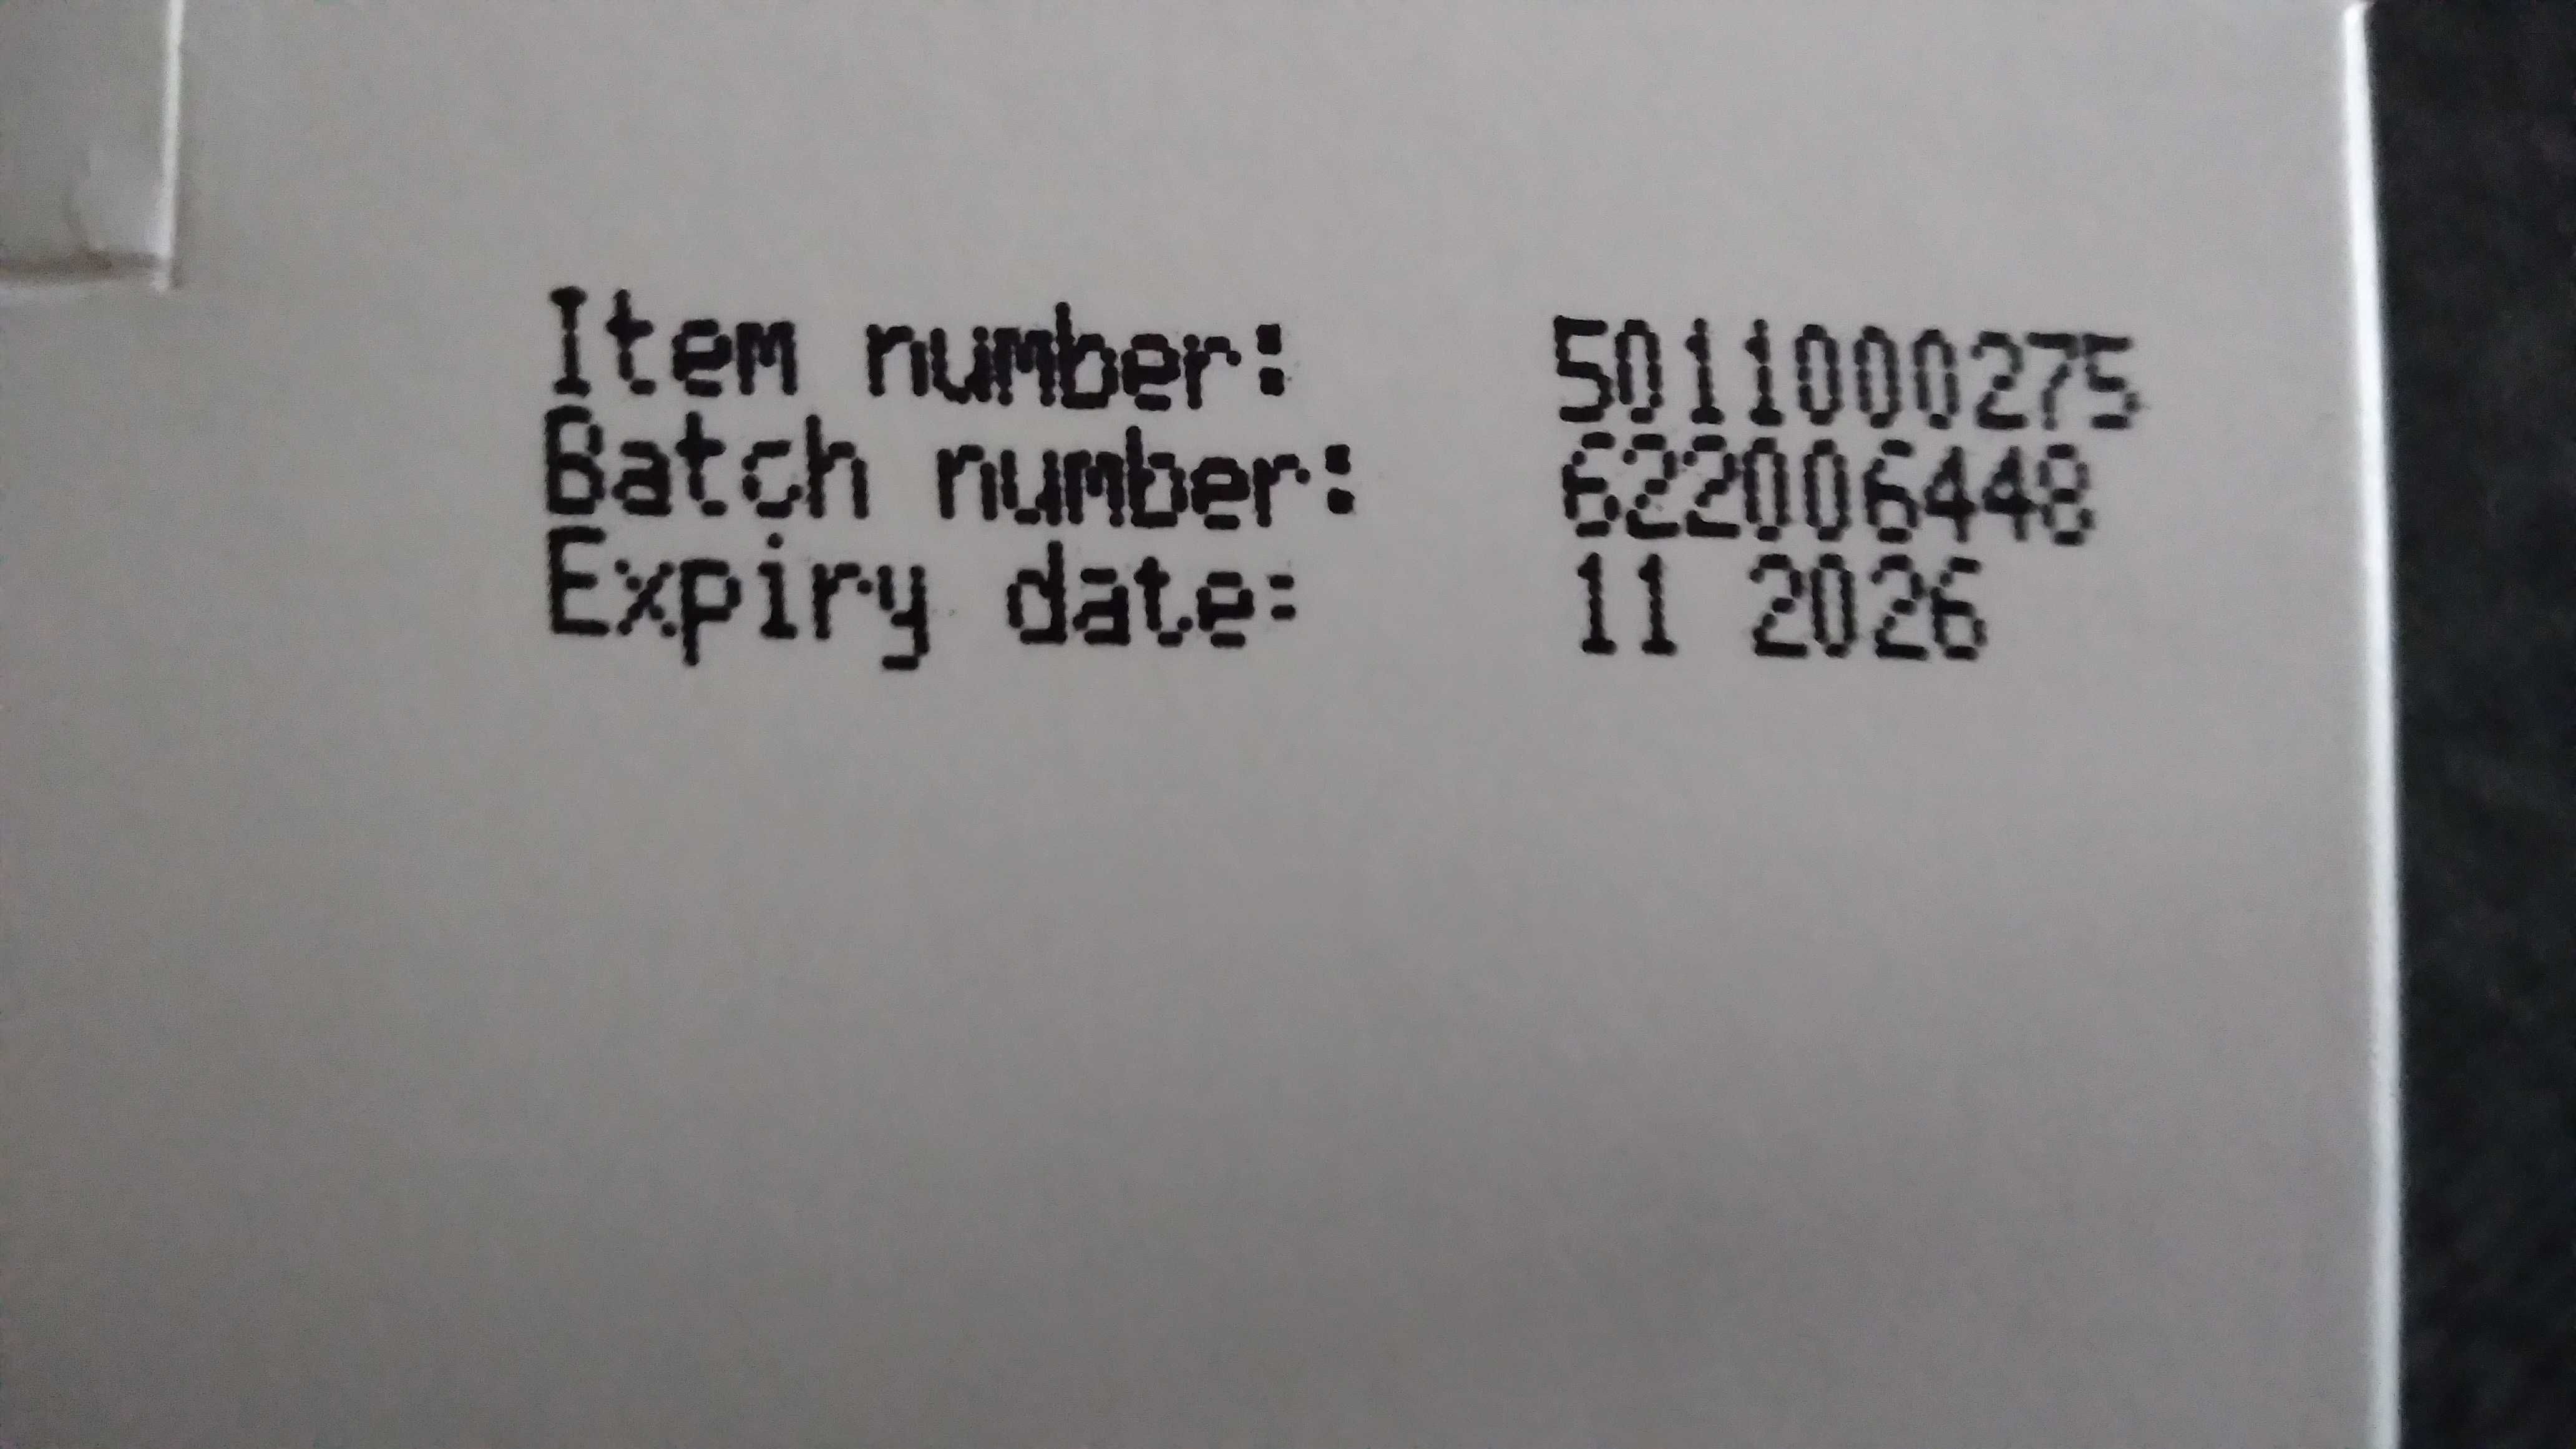 Item number: 5011000275
Batch number: 622006448
Expiry date: 11 2026